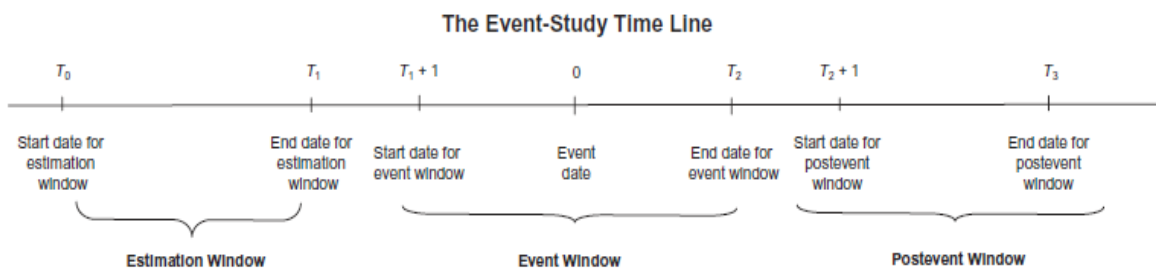 The Event-Study Time Line
T₀ T₁ T₁ + 1 0 T₂ T₂ + 1 T₃
Start date for
estimation
window
End date for
estimation
window
Start date for
event window
Event
date
End date for
event window
Start date for
postevent
window
End date for
postevent
window
Estimation Window
Event Window
Postevent Window